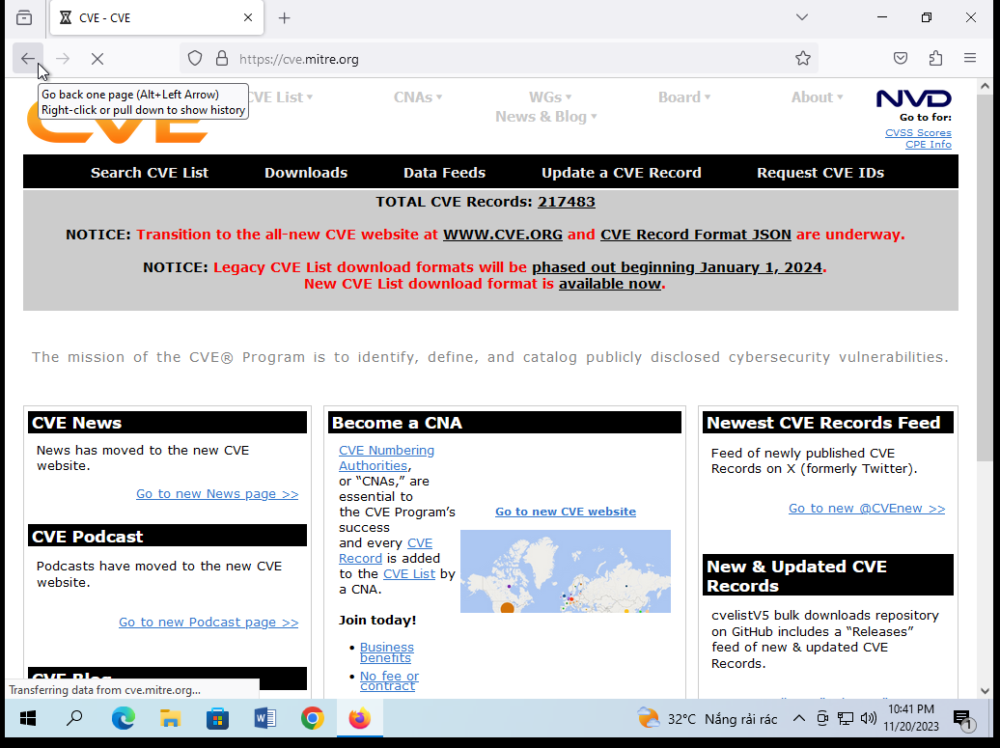 CVE - CVE
https://cve.mitre.org
Go back one page (Alt+Left Arrow)
Right-click or pull down to show history
CVE
CVE List
CNAs
WGs
Board
About
News & Blog
NVD
Go to for:
CVSS Scores
CPE Info
Search CVE List
Downloads
Data Feeds
Update a CVE Record
Request CVE IDs
TOTAL CVE Records: 217483
NOTICE: Transition to the all-new CVE website at WWW.CVE.ORG and CVE Record Format JSON are underway.
NOTICE: Legacy CVE List download formats will be phased out beginning January 1, 2024.
New CVE List download format is available now.
The mission of the CVE® Program is to identify, define, and catalog publicly disclosed cybersecurity vulnerabilities.
CVE News
News has moved to the new CVE
website.
Go to new News page >>
CVE Podcast
Podcasts have moved to the new CVE
website.
Go to new Podcast page >>
CVE Blog
Become a CNA
CVE Numbering
Authorities,
or “CNAs,” are
essential to
the CVE Program’s
success
and every CVE
Record is added
to the CVE List by
a CNA.
Join today!
• Business
benefits
• No fee or
contract
Go to new CVE website
Newest CVE Records Feed
Feed of newly published CVE
Records on X (formerly Twitter).
Go to new @CVEnew >>
New & Updated CVE
Records
cvelistV5 bulk downloads repository
on GitHub includes a “Releases”
feed of new & updated CVE
Records.
Transferring data from cve.mitre.org...
32°C Nắng rải rác
10:41 PM
11/20/2023
1